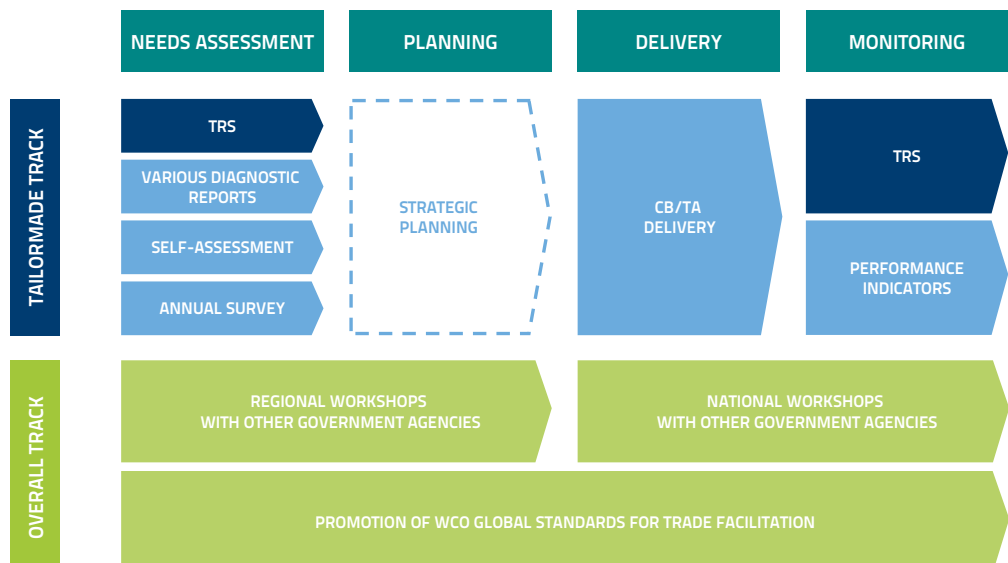 NEEDS ASSESSMENT
PLANNING
DELIVERY
MONITORING
TAILORMADE TRACK
TRS
VARIOUS DIAGNOSTIC
REPORTS
SELF-ASSESSMENT
ANNUAL SURVEY
STRATEGIC
PLANNING
CB/TA
DELIVERY
TRS
PERFORMANCE
INDICATORS
OVERALL TRACK
REGIONAL WORKSHOPS
WITH OTHER GOVERNMENT AGENCIES
NATIONAL WORKSHOPS
WITH OTHER GOVERNMENT AGENCIES
PROMOTION OF WCO GLOBAL STANDARDS FOR TRADE FACILITATION